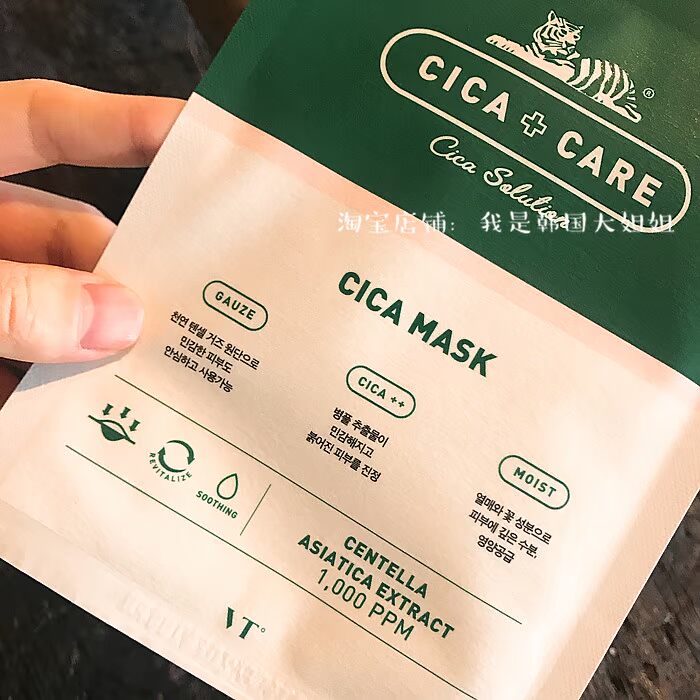 ®
CICA + CARE
Cica Solution
淘宝店铺：我是韩国大姐姐
CICA MASK
GAUZE
천연 텐셀 거즈 원단으로
민감한 피부도
안심하고 사용가능
CICA ++
병풀 추출물이
민감해지고
붉어진 피부를 진정
MOIST
열매와 꽃 성분으로
피부에 깊은 수분,
영양공급
REVITALIZE
SOOTHING
CENTELLA
ASIATICA EXTRACT
1,000 PPM
VT